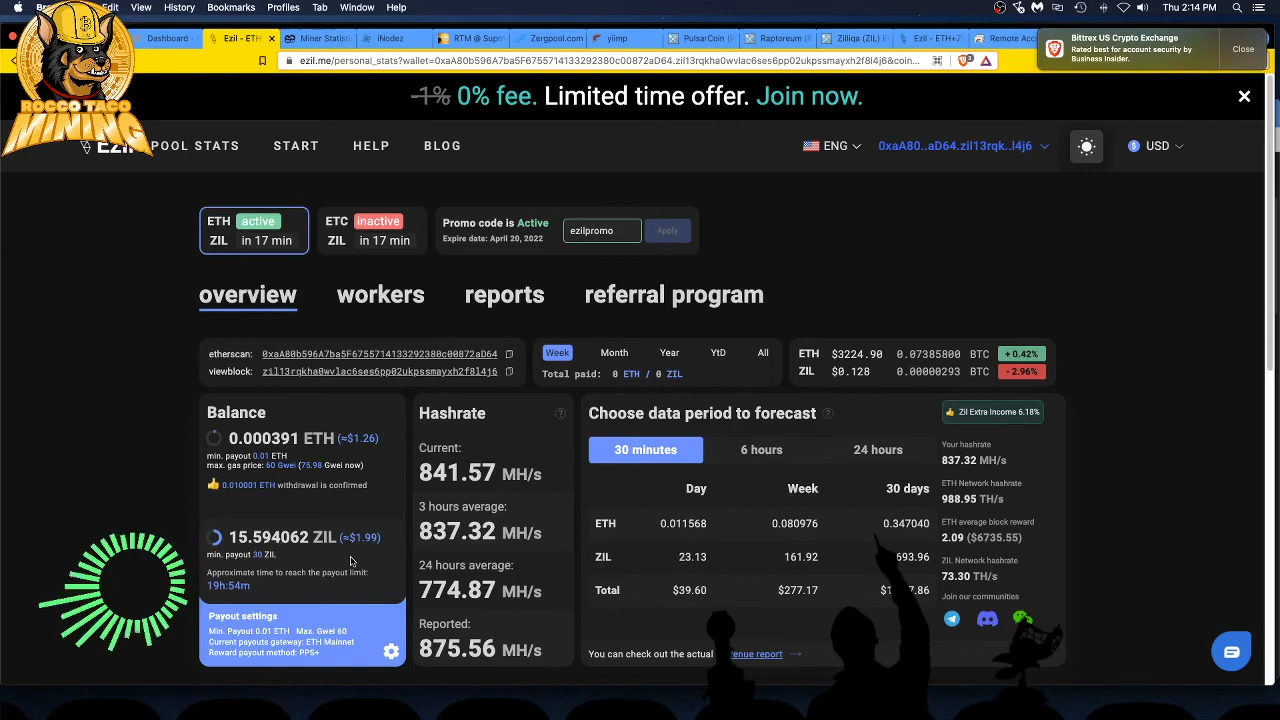 Bookmarks Profiles Tab Window Help
Thu 2:14 PM
View
History
Dashboard -
Ezil - ETH
Miner Statisti
iNodez
RTM @ Supr
Zergpool.com
yiimp
PulsarCoin (P
Raptoreum (
Zilliqa (ZIL) E
Ezil - ETH+Z
Remote Acc
Bittrex US Crypto Exchange
Rated best for account security by
Business Insider.
Close
ezil.me/personal_stats?wallet=0xaA80b596A7ba5F6755714133292380c00872aD64.zil13rqkha0wvlac6ses6pp02ukpssmayxh2f8l4j6&coin...
ROCCO TACO
MINING
-1% 0% fee. Limited time offer. Join now.
POOL STATS
START
HELP
BLOG
ENG
0xaA80..aD64.zil13rqk..l4j6
USD
ETH active
ZIL in 17 min
ETC inactive
ZIL in 17 min
Promo code is Active
Expire date: April 20, 2022
ezilpromo
Apply
overview
workers
reports
referral program
etherscan: 0xaA80b596A7ba5F6755714133292380c00872aD64
viewblock: zil13rqkha0wvlac6ses6pp02ukpssmayxh2f8l4j6
Week Month Year YtD All
Total paid: 0 ETH / 0 ZIL
ETH $3224.90 0.07385800 BTC + 0.42%
ZIL $0.128 0.00000293 BTC - 2.96%
Balance
0.000391 ETH (≈$1.26)
min. payout 0.01 ETH
max. gas price: 60 Gwei (75.98 Gwei now)
0.010001 ETH withdrawal is confirmed
15.594062 ZIL (≈$1.99)
min. payout 30 ZIL
Approximate time to reach the payout limit:
19h:54m
Payout settings
Min. Payout 0.01 ETH Max. Gwei 60
Current payouts gateway: ETH Mainnet
Reward payout method: PPS+
Hashrate
Current:
841.57 MH/s
3 hours average:
837.32 MH/s
24 hours average:
774.87 MH/s
Reported:
875.56 MH/s
Choose data period to forecast
30 minutes 6 hours 24 hours
Day Week 30 days
ETH 0.011568 0.080976 0.347040
ZIL 23.13 161.92 693.96
Total $39.60 $277.17
You can check out the actual
report
Zil Extra Income 6.18%
Your hashrate
837.32 MH/s
ETH Network hashrate
988.95 TH/s
ETH average block reward
2.09 ($6735.55)
ZIL Network hashrate
73.30 TH/s
Join our communities